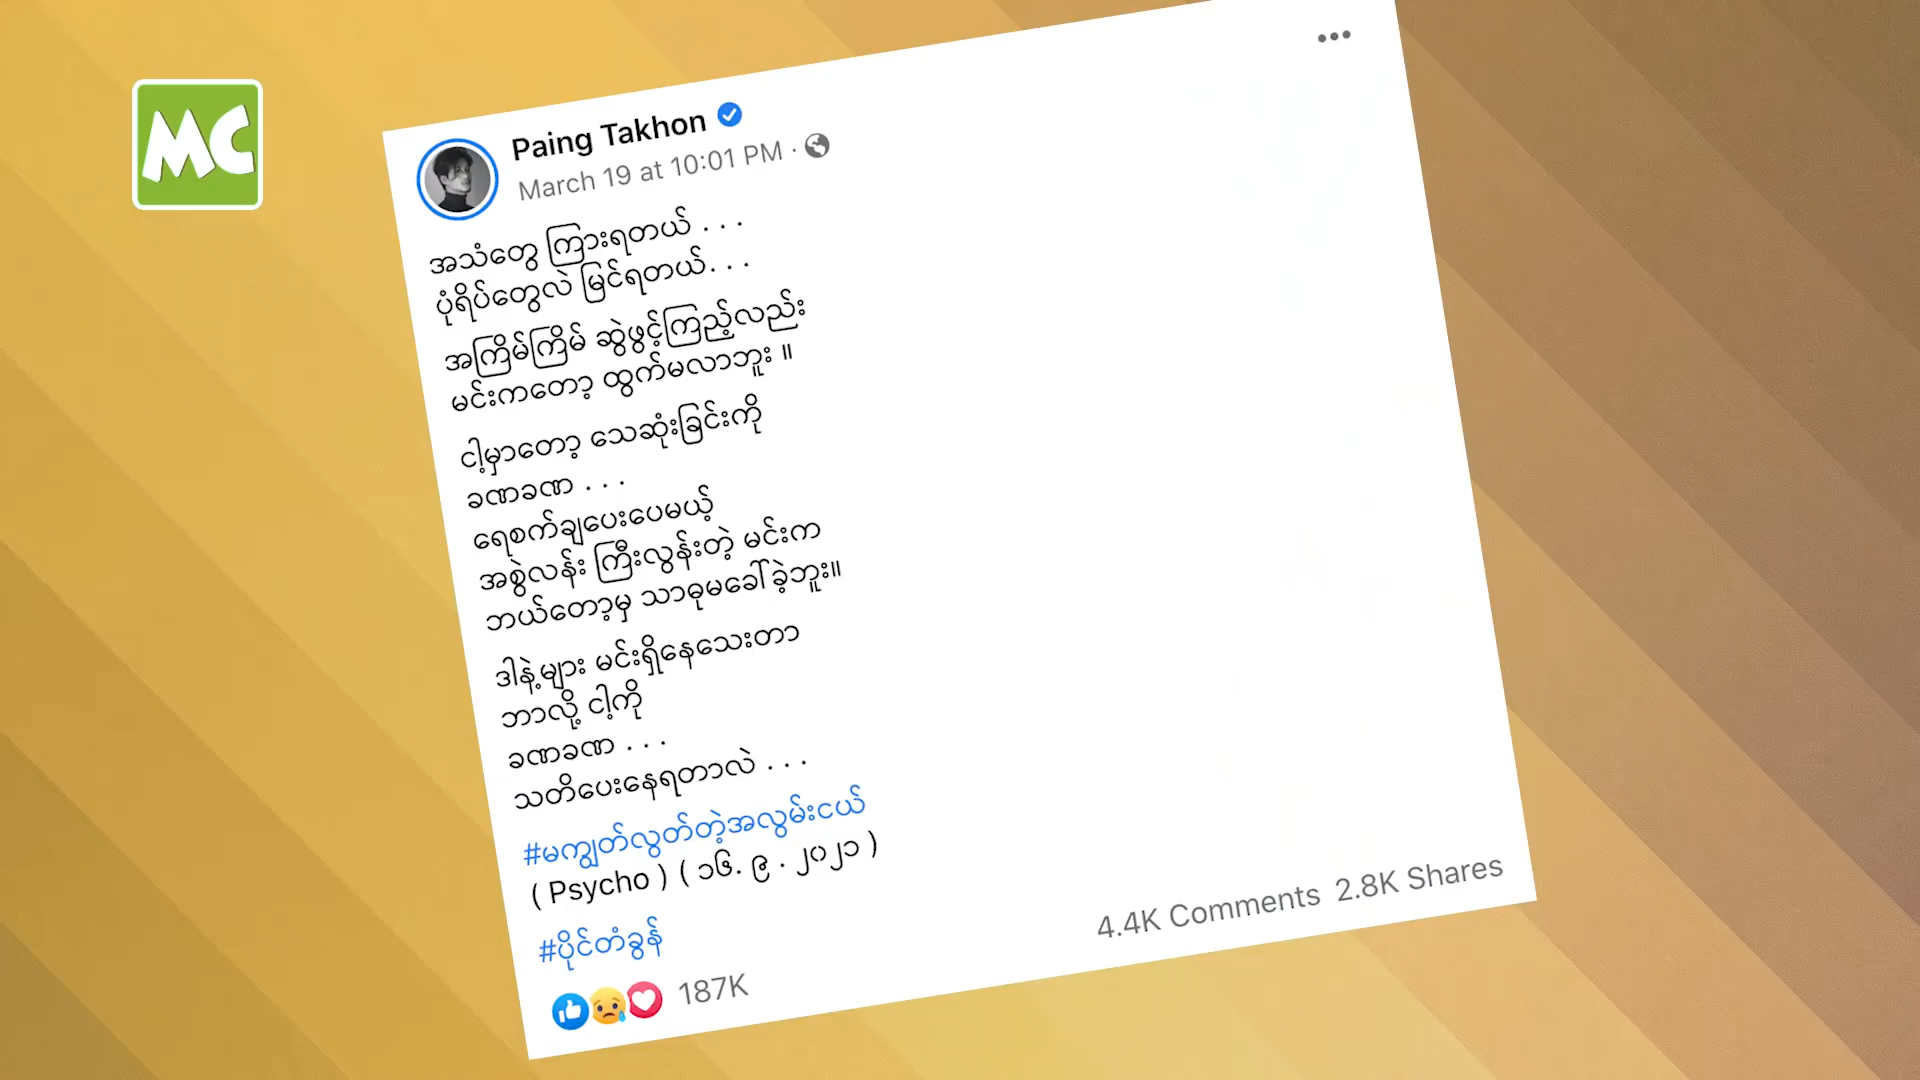 MC
Paing Takhon
March 19 at 10:01 PM ·
အသံတွေ ကြားရတယ် . . .
ပုံရိပ်တွေလဲ မြင်ရတယ်. . .
အကြိမ်ကြိမ် ဆွဲဖွင့်ကြည့်လည်း
မင်းကတော့ ထွက်မလာဘူး ။
ငါ့မှာတော့ သေဆုံးခြင်းကို
ခဏခဏ . . .
ရေစက်ချပေးပေမယ့်
အစွဲလန်း ကြီးလွန်းတဲ့ မင်းက
ဘယ်တော့မှ သာဓုမခေါ်ခဲ့ဘူး။
ဒါနဲ့များ မင်းရှိနေသေးတာ
ဘာလို့ ငါ့ကို
ခဏခဏ . . .
သတိပေးနေရတာလဲ . . .
#မကျွတ်လွတ်တဲ့အလွမ်းငယ်
( Psycho ) ( ၁၆. ၉ . ၂၀၂၁ )
#ပိုင်တံခွန်
187K
4.4K Comments 2.8K Shares